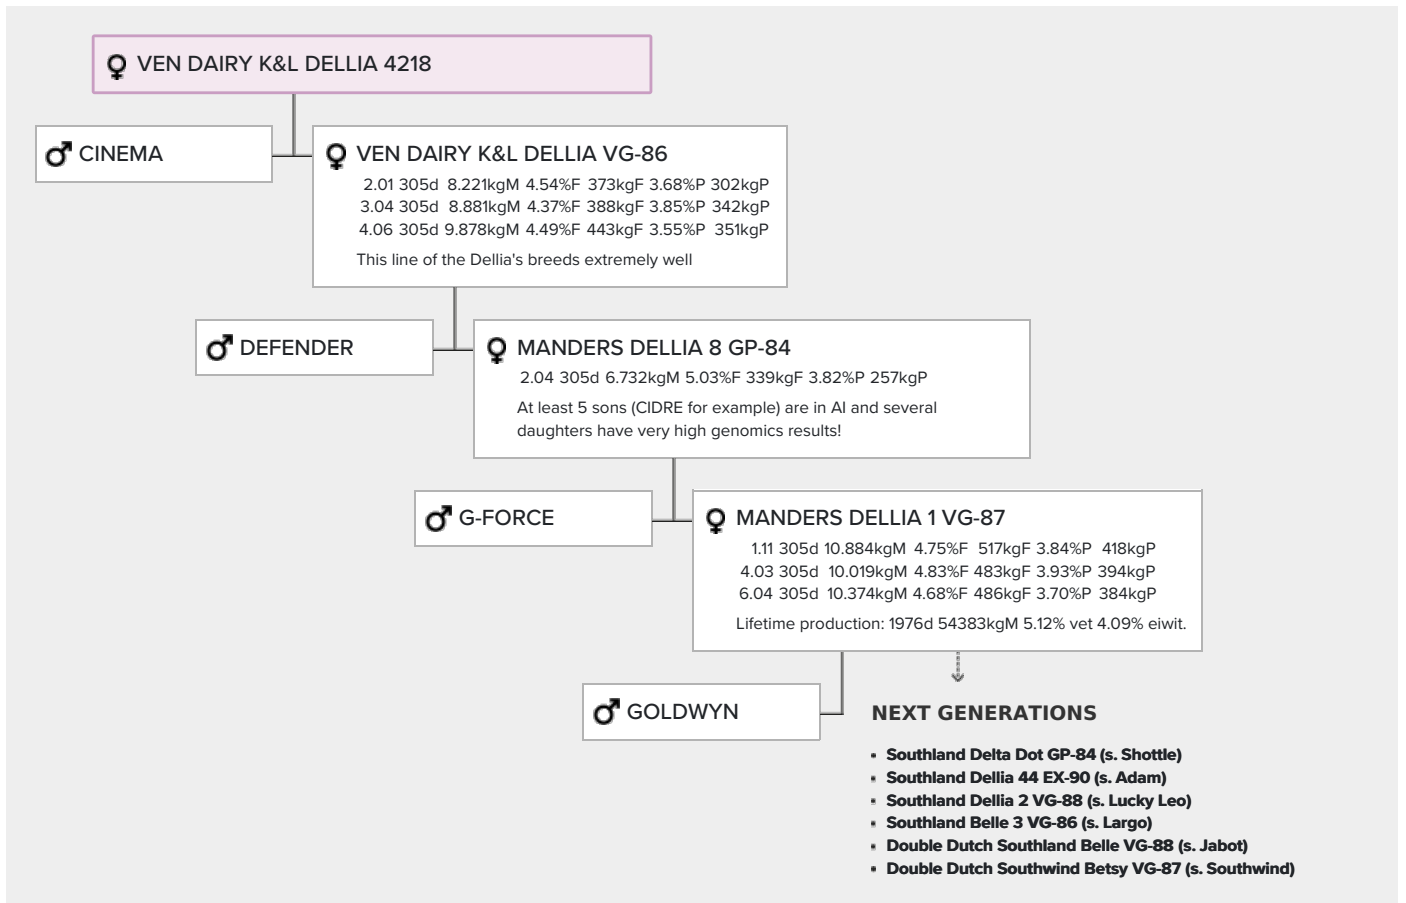 VEN DAIRY K&L DELLIA 4218
CINEMA
VEN DAIRY K&L DELLIA VG-86
2.01 305d 8.221kgM 4.54%F 373kgF 3.68%P 302kgP
3.04 305d 8.881kgM 4.37%F 388kgF 3.85%P 342kgP
4.06 305d 9.878kgM 4.49%F 443kgF 3.55%P 351kgP
This line of the Dellia's breeds extremely well
DEFENDER
MANDERS DELLIA 8 GP-84
2.04 305d 6.732kgM 5.03%F 339kgF 3.82%P 257kgP
At least 5 sons (CIDRE for example) are in AI and several
daughters have very high genomics results!
G-FORCE
MANDERS DELLIA 1 VG-87
1.11 305d 10.884kgM 4.75%F 517kgF 3.84%P 418kgP
4.03 305d 10.019kgM 4.83%F 483kgF 3.93%P 394kgP
6.04 305d 10.374kgM 4.68%F 486kgF 3.70%P 384kgP
Lifetime production: 1976d 54383kgM 5.12% vet 4.09% eiwit.
GOLDWYN
NEXT GENERATIONS
Southland Delta Dot GP-84 (s. Shottle)
Southland Dellia 44 EX-90 (s. Adam)
Southland Dellia 2 VG-88 (s. Lucky Leo)
Southland Belle 3 VG-86 (s. Largo)
Double Dutch Southland Belle VG-88 (s. Jabot)
Double Dutch Southwind Betsy VG-87 (s. Southwind)